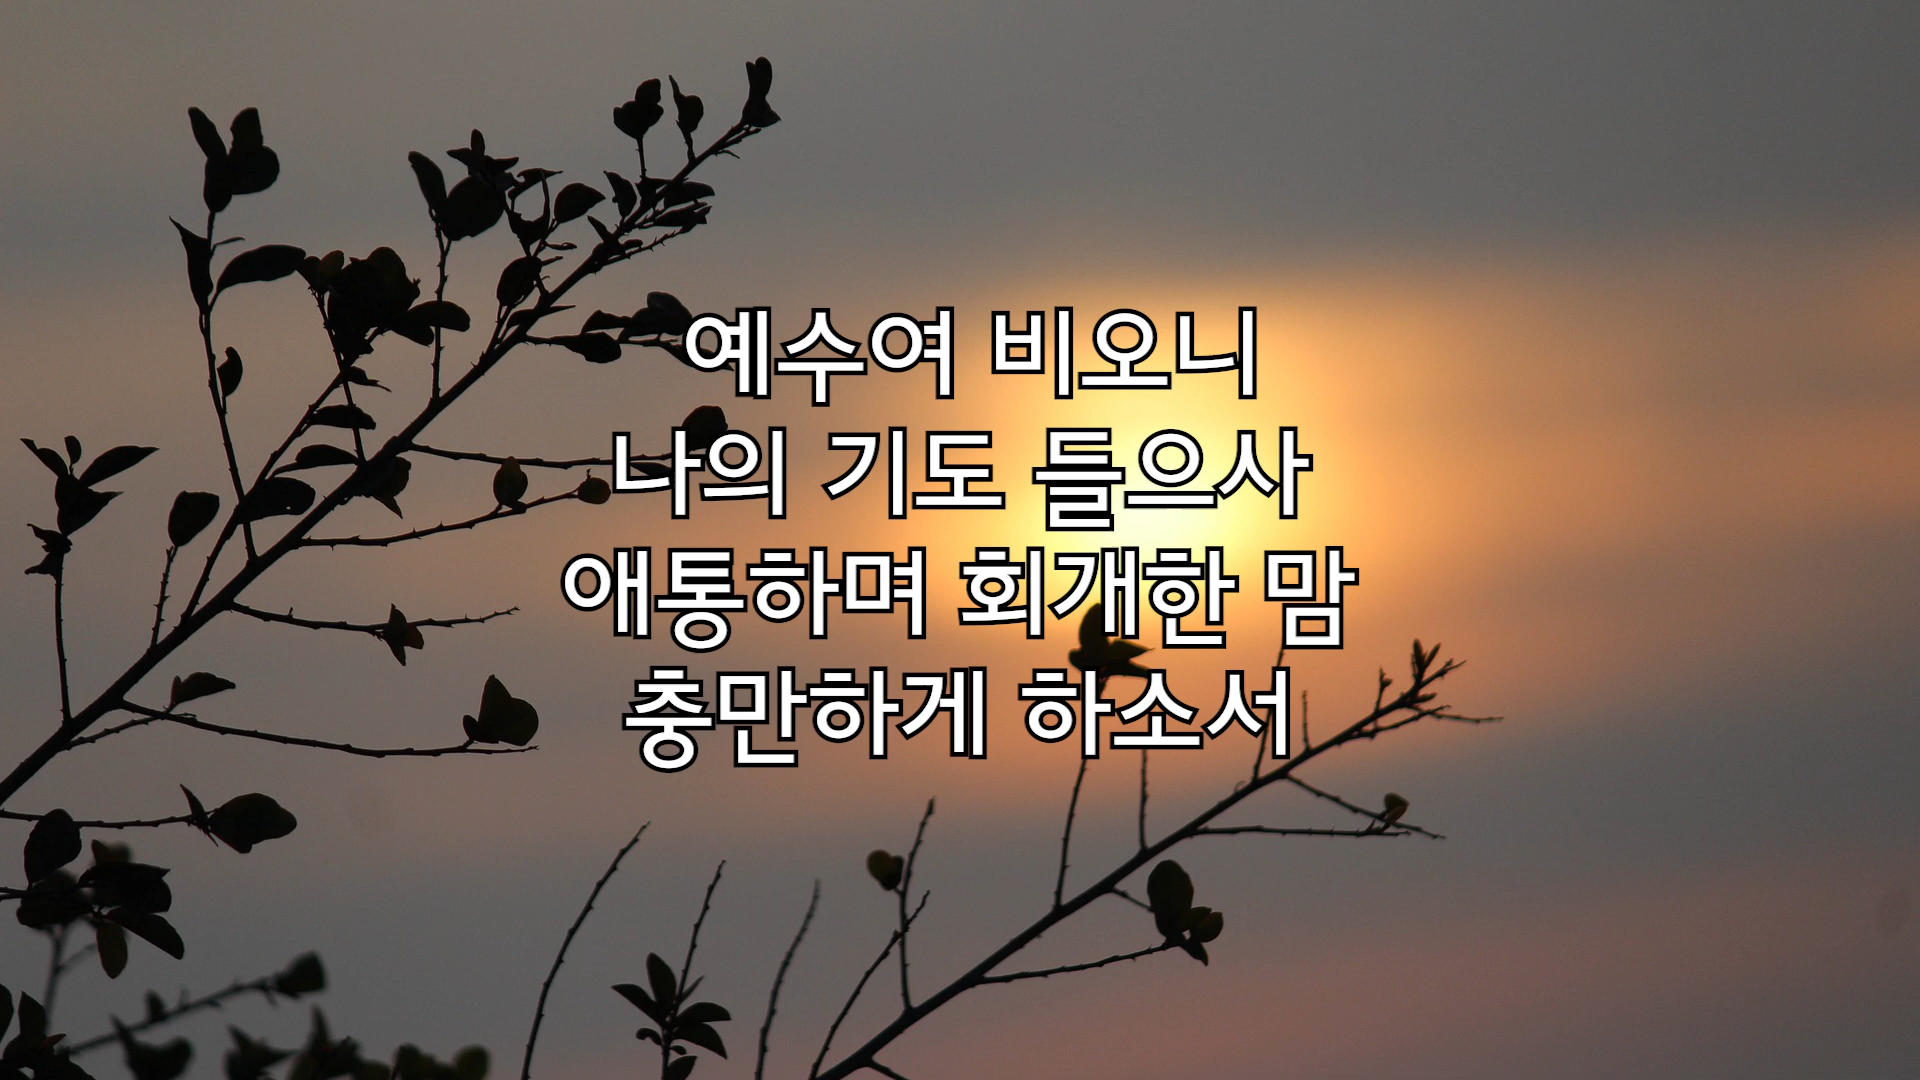 예수여 비오니
나의 기도 들으사
애통하며 회개한 맘
충만하게 하소서